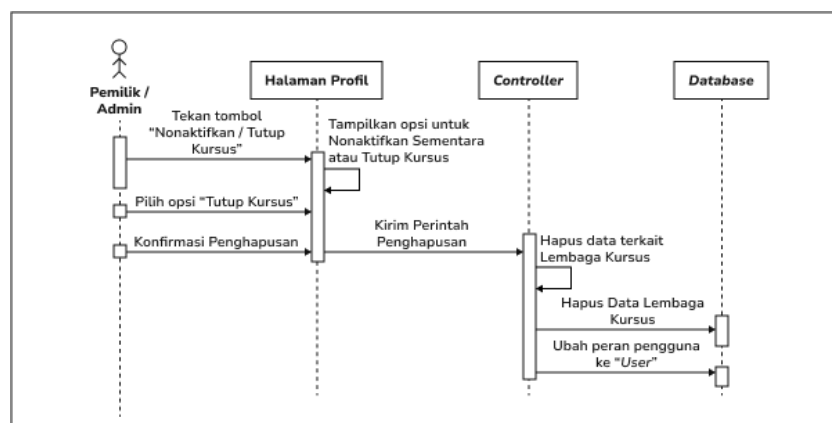 Pemilik /
Admin
Halaman Profil
Controller
Database
Tekan tombol
"Nonaktifkan / Tutup
Kursus"
Tampilkan opsi untuk
Nonaktifkan Sementara
atau Tutup Kursus
Pilih opsi "Tutup Kursus"
Konfirmasi Penghapusan
Kirim Perintah
Penghapusan
Hapus data terkait
Lembaga Kursus
Hapus Data Lembaga
Kursus
Ubah peran pengguna
ke "User"